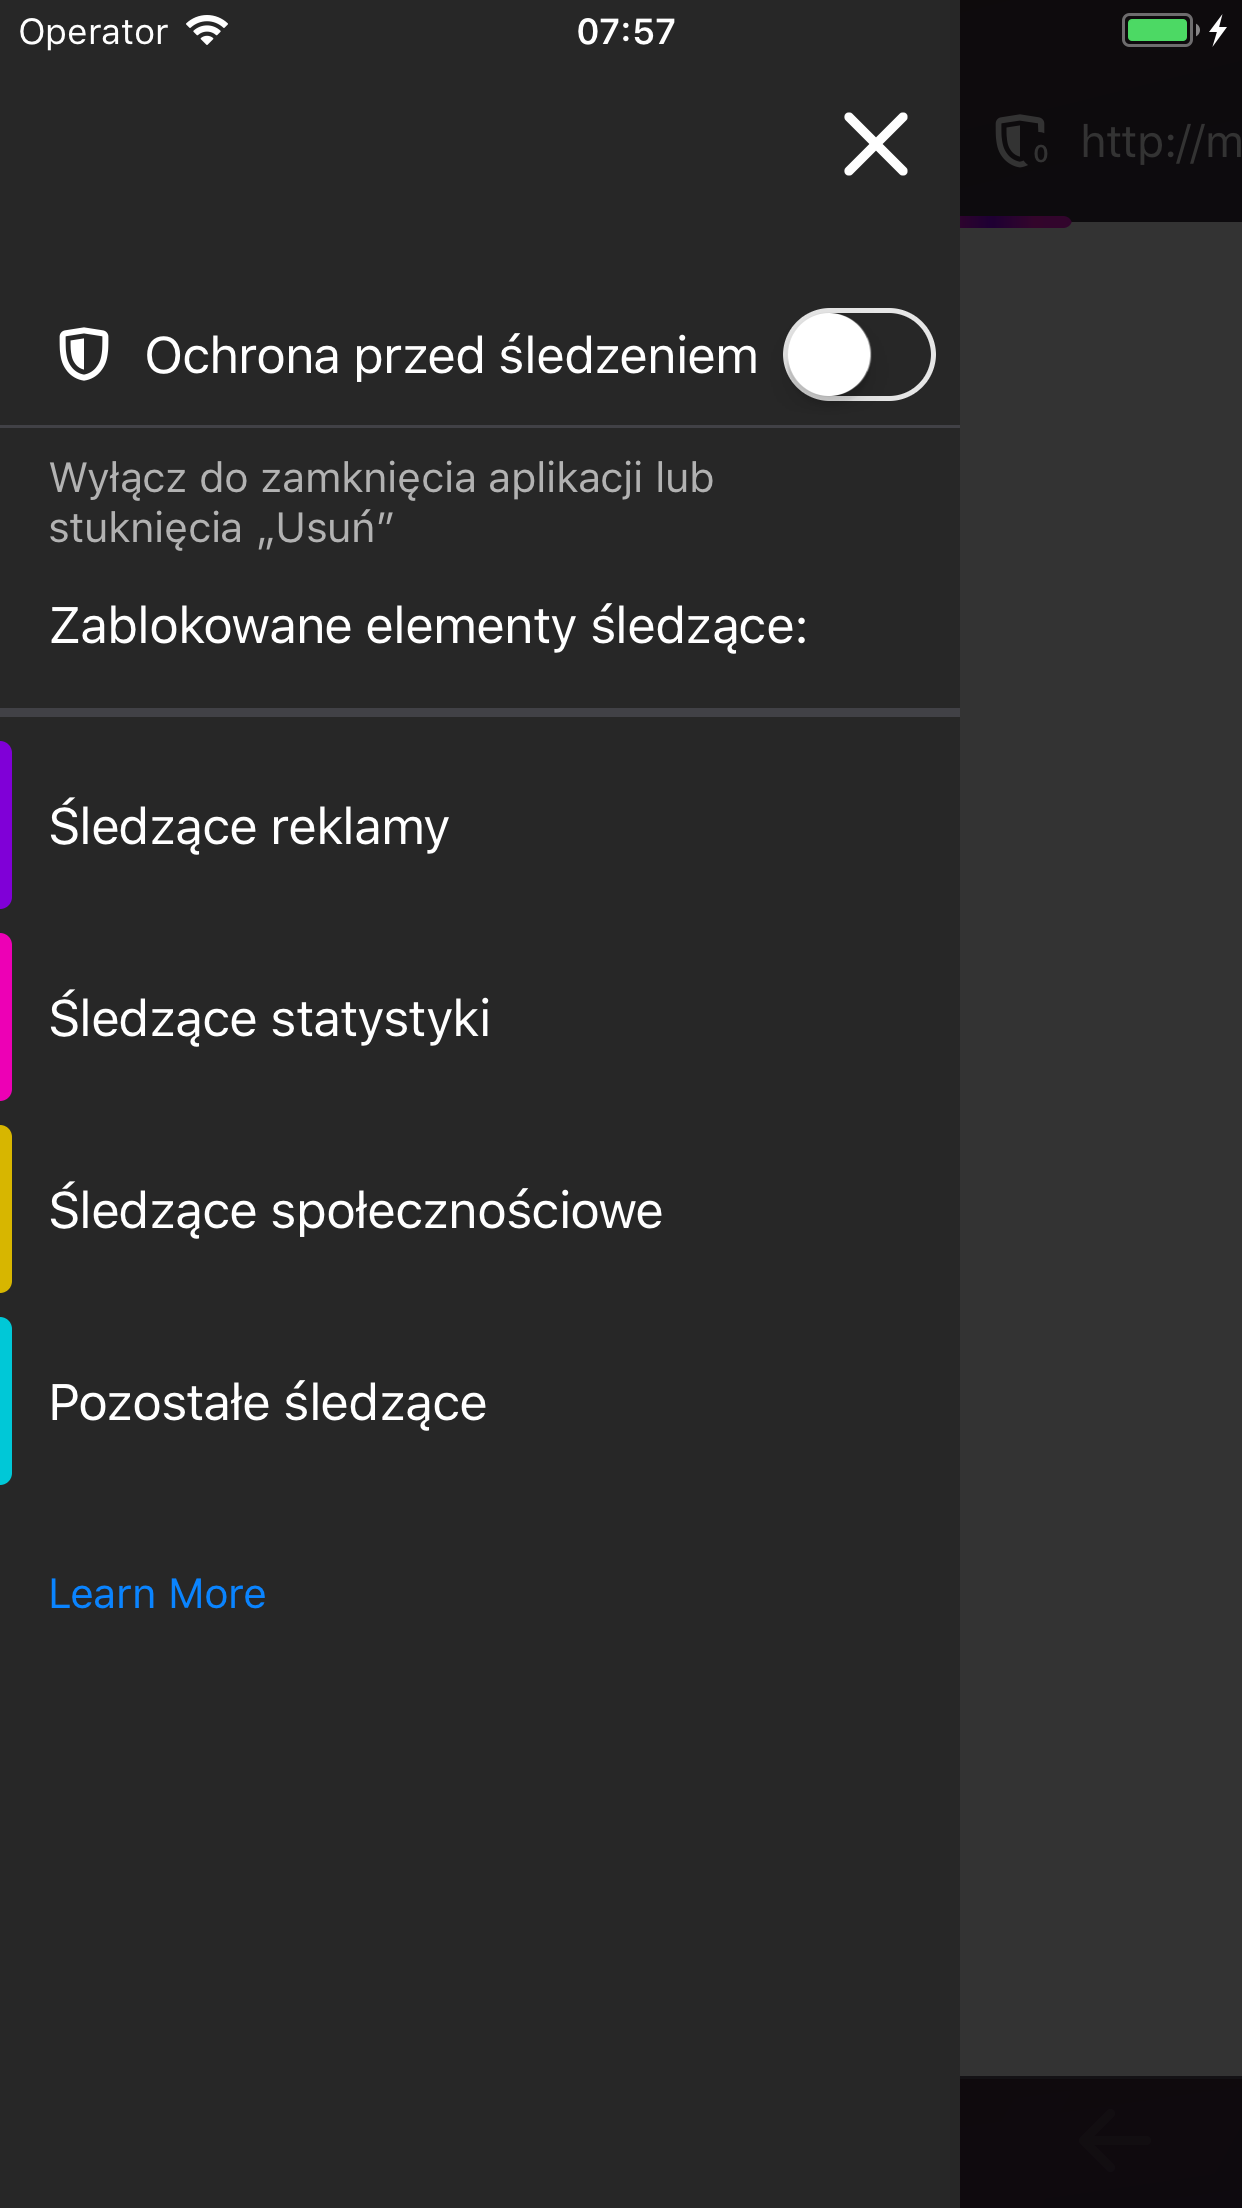 Operator 07:57
0 http://m
Ochrona przed śledzeniem
Wyłącz do zamknięcia aplikacji lub
stuknięcia „Usuń”
Zablokowane elementy śledzące:
Śledzące reklamy
Śledzące statystyki
Śledzące społecznościowe
Pozostałe śledzące
Learn More